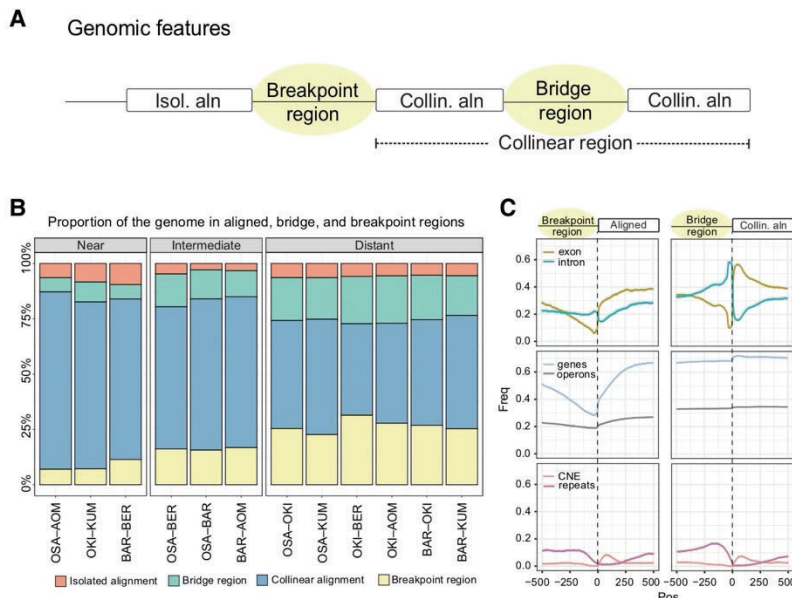 A
Genomic features
Isol. aln
Breakpoint
region
Collin. aln
Bridge
region
Collin. aln
Collinear region
B
Proportion of the genome in aligned, bridge, and breakpoint regions
Near
Intermediate
Distant
100%
75%
50%
25%
0%
OSA–AOM
OKI–KUM
BAR–BER
OSA–BER
OSA–BAR
BAR–AOM
OSA–OKI
OSA–KUM
OKI–BER
OKI–AOM
BAR–OKI
BAR–KUM
Isolated alignment
Bridge region
Collinear alignment
Breakpoint region
C
Breakpoint
region
Aligned
Bridge
region
Collin. aln
exon
intron
0.6
0.4
0.2
0.0
genes
operons
Freq
0.6
0.4
0.2
0.0
CNE
repeats
0.6
0.4
0.2
0.0
−500 −250 0 250 500
−500 −250 0 250 500
Pos